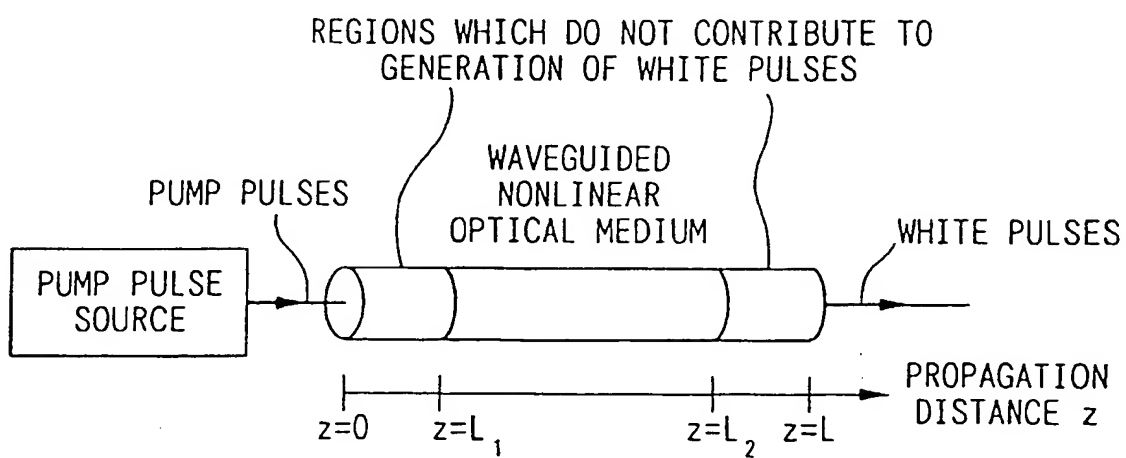 REGIONS WHICH DO NOT CONTRIBUTE TO
GENERATION OF WHITE PULSES
WAVEGUIDED
NONLINEAR
OPTICAL MEDIUM
PUMP PULSES
WHITE PULSES
PUMP PULSE
SOURCE
PROPAGATION
DISTANCE z
z=0
z=L₁
z=L₂
z=L